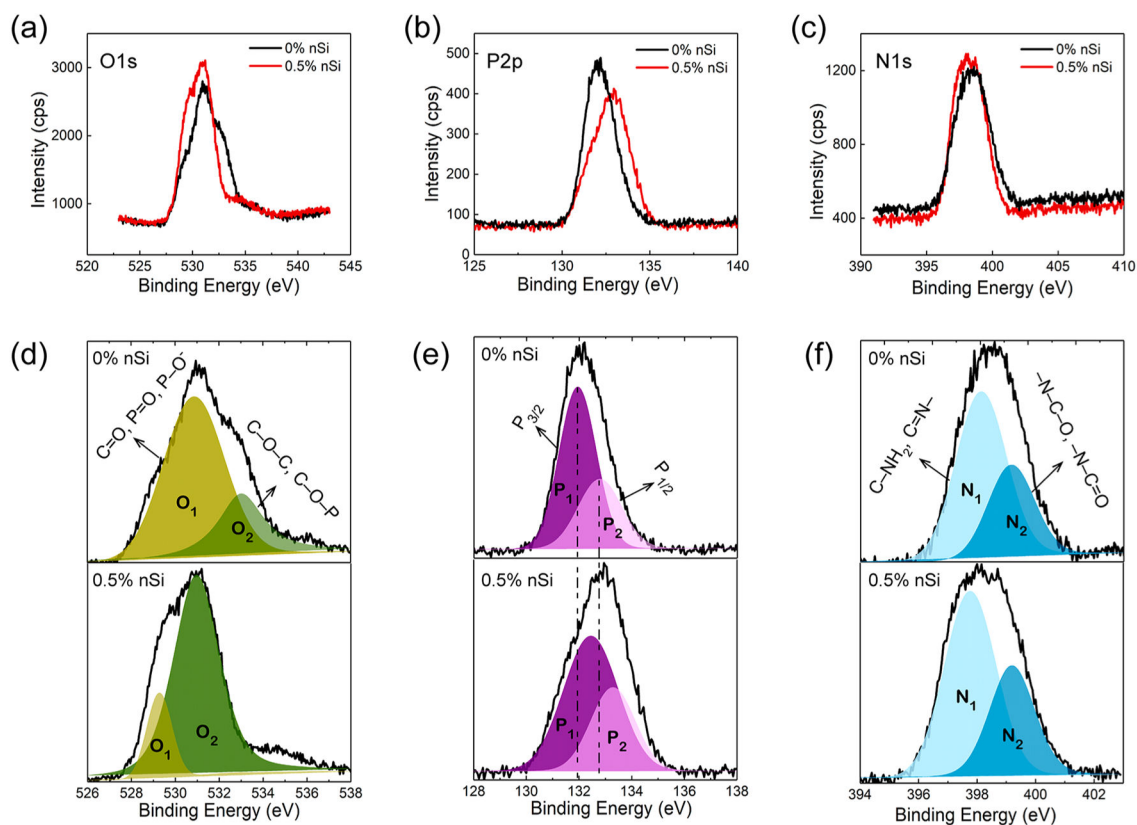 (a)
O1s
0% nSi
0.5% nSi
3000
2000
1000
Intensity (cps)
520 525 530 535 540 545
Binding Energy (eV)
(b)
P2p
0% nSi
0.5% nSi
500
400
300
200
100
0
Intensity (cps)
125 130 135 140
Binding Energy (eV)
(c)
N1s
0% nSi
0.5% nSi
1200
800
400
Intensity (cps)
390 395 400 405 410
Binding Energy (eV)
(d)
0% nSi
C=O, P=O, P–O⁻
C–O–C, C–O–P
O₁
O₂
0.5% nSi
O₁
O₂
526 528 530 532 534 536 538
Binding Energy (eV)
(e)
0% nSi
P3/2
P1/2
P₁
P₂
0.5% nSi
P₁
P₂
128 130 132 134 136 138
Binding Energy (eV)
(f)
0% nSi
C–NH₂, C=N–
–N–C–O, –N–C=O
N₁
N₂
0.5% nSi
N₁
N₂
394 396 398 400 402
Binding Energy (eV)